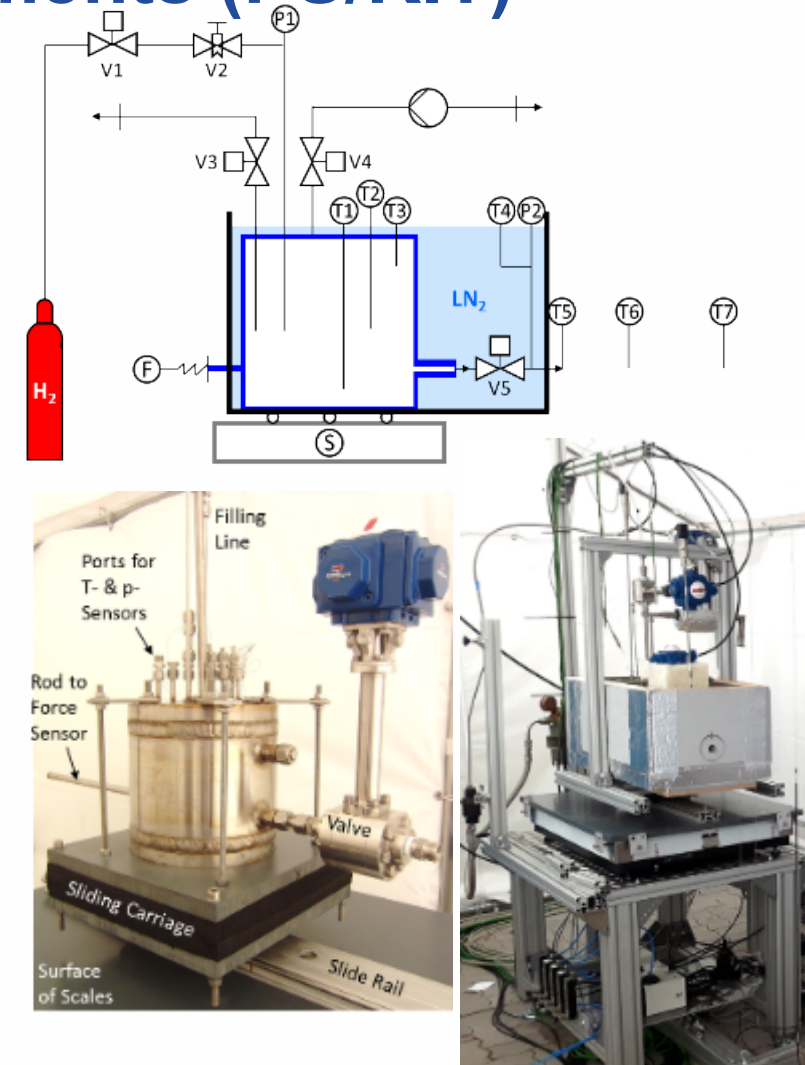 P1
V1
V2
V3
V4
T2
T1
T3
T4
P2
LN2
T5
T6
T7
F
V5
H2
S
Filling
Line
Ports for
T- & p-
Sensors
Rod to
Force
Sensor
Valve
Sliding Carriage
Slide Rail
Surface
of Scales